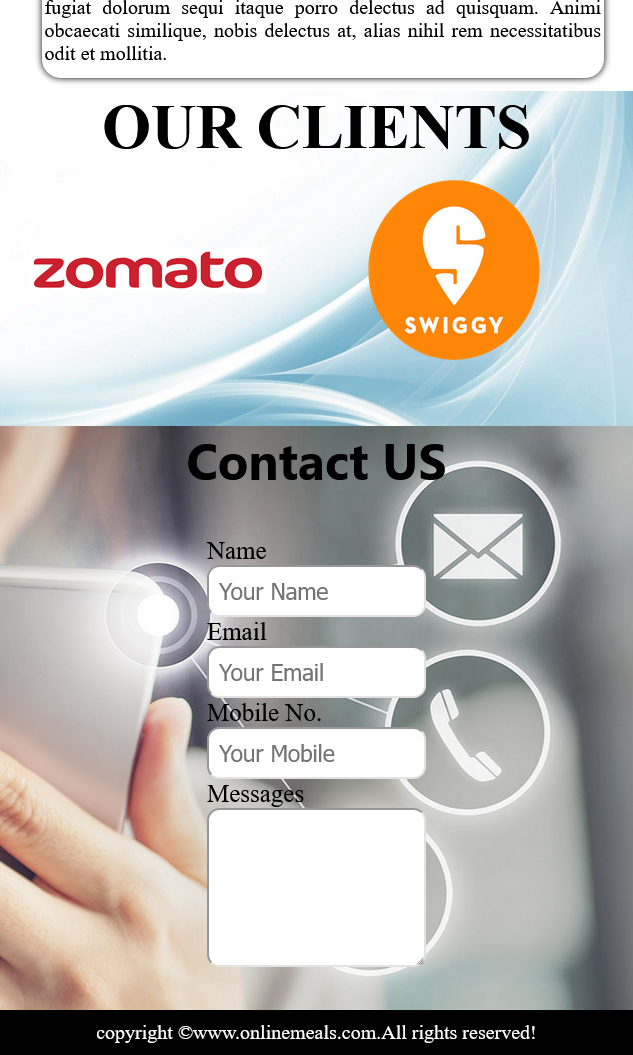 fugiat dolorum sequi itaque porro delectus ad quisquam. Animi
obcaecati similique, nobis delectus at, alias nihil rem necessitatibus
odit et mollitia.
OUR CLIENTS
zomato
SWIGGY
Contact US
Name
Your Name
Email
Your Email
Mobile No.
Your Mobile
Messages
copyright ©www.onlinemeals.com.All rights reserved!